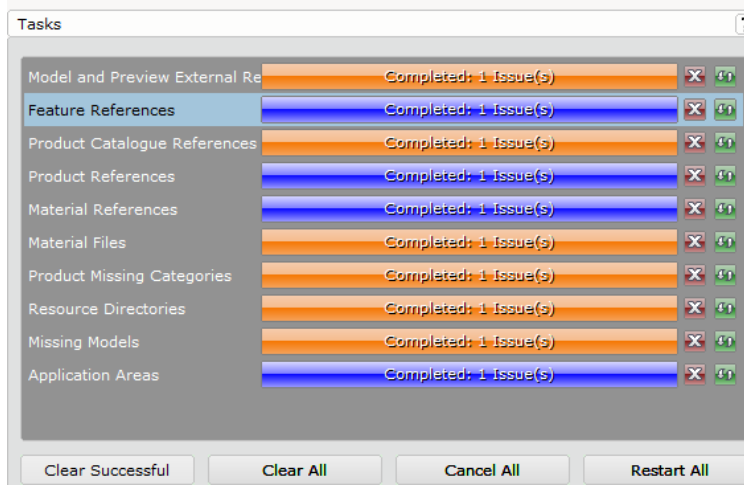 Tasks
Model and Preview External Re Completed: 1 Issue(s)
Feature References Completed: 1 Issue(s)
Product Catalogue References Completed: 1 Issue(s)
Product References Completed: 1 Issue(s)
Material References Completed: 1 Issue(s)
Material Files Completed: 1 Issue(s)
Product Missing Categories Completed: 1 Issue(s)
Resource Directories Completed: 1 Issue(s)
Missing Models Completed: 1 Issue(s)
Application Areas Completed: 1 Issue(s)
Clear Successful Clear All Cancel All Restart All